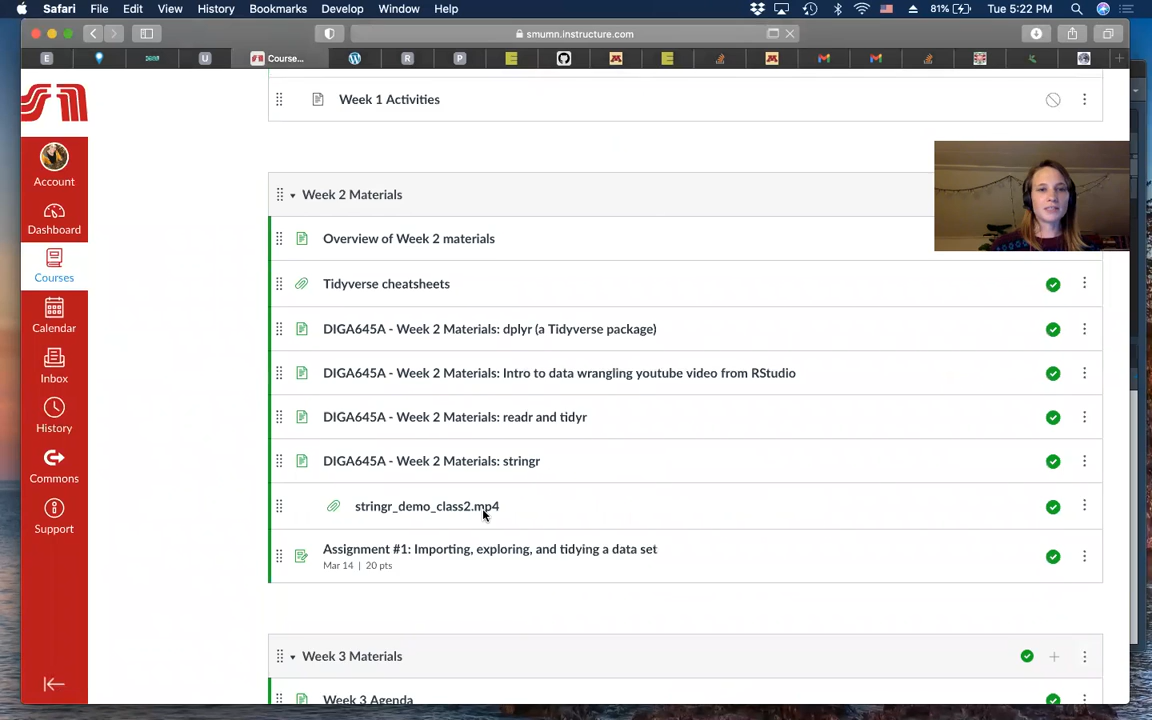 Safari File Edit View History Bookmarks Develop Window Help 81% Tue 5:22 PM
smumn.instructure.com
E U Course... R P
Account
Dashboard
Courses
Calendar
Inbox
History
Commons
Support
Week 1 Activities
Week 2 Materials
Overview of Week 2 materials
Tidyverse cheatsheets
DIGA645A - Week 2 Materials: dplyr (a Tidyverse package)
DIGA645A - Week 2 Materials: Intro to data wrangling youtube video from RStudio
DIGA645A - Week 2 Materials: readr and tidyr
DIGA645A - Week 2 Materials: stringr
stringr_demo_class2.mp4
Assignment #1: Importing, exploring, and tidying a data set
Mar 14 | 20 pts
Week 3 Materials
Week 3 Agenda